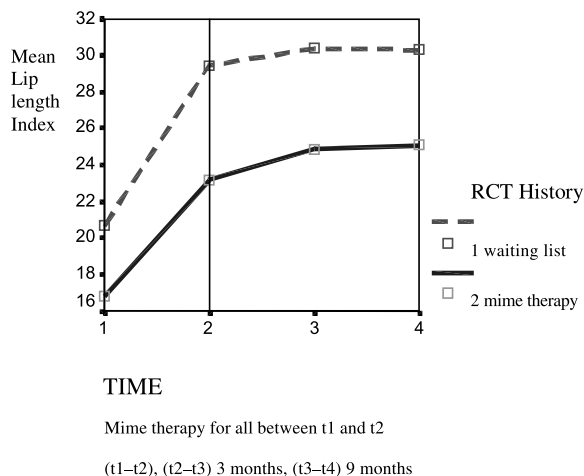 Mean
Lip
length
Index
32
30
28
26
24
22
20
18
16
1 2 3 4
RCT History
1 waiting list
2 mime therapy
TIME
Mime therapy for all between t1 and t2
(t1–t2), (t2–t3) 3 months, (t3–t4) 9 months